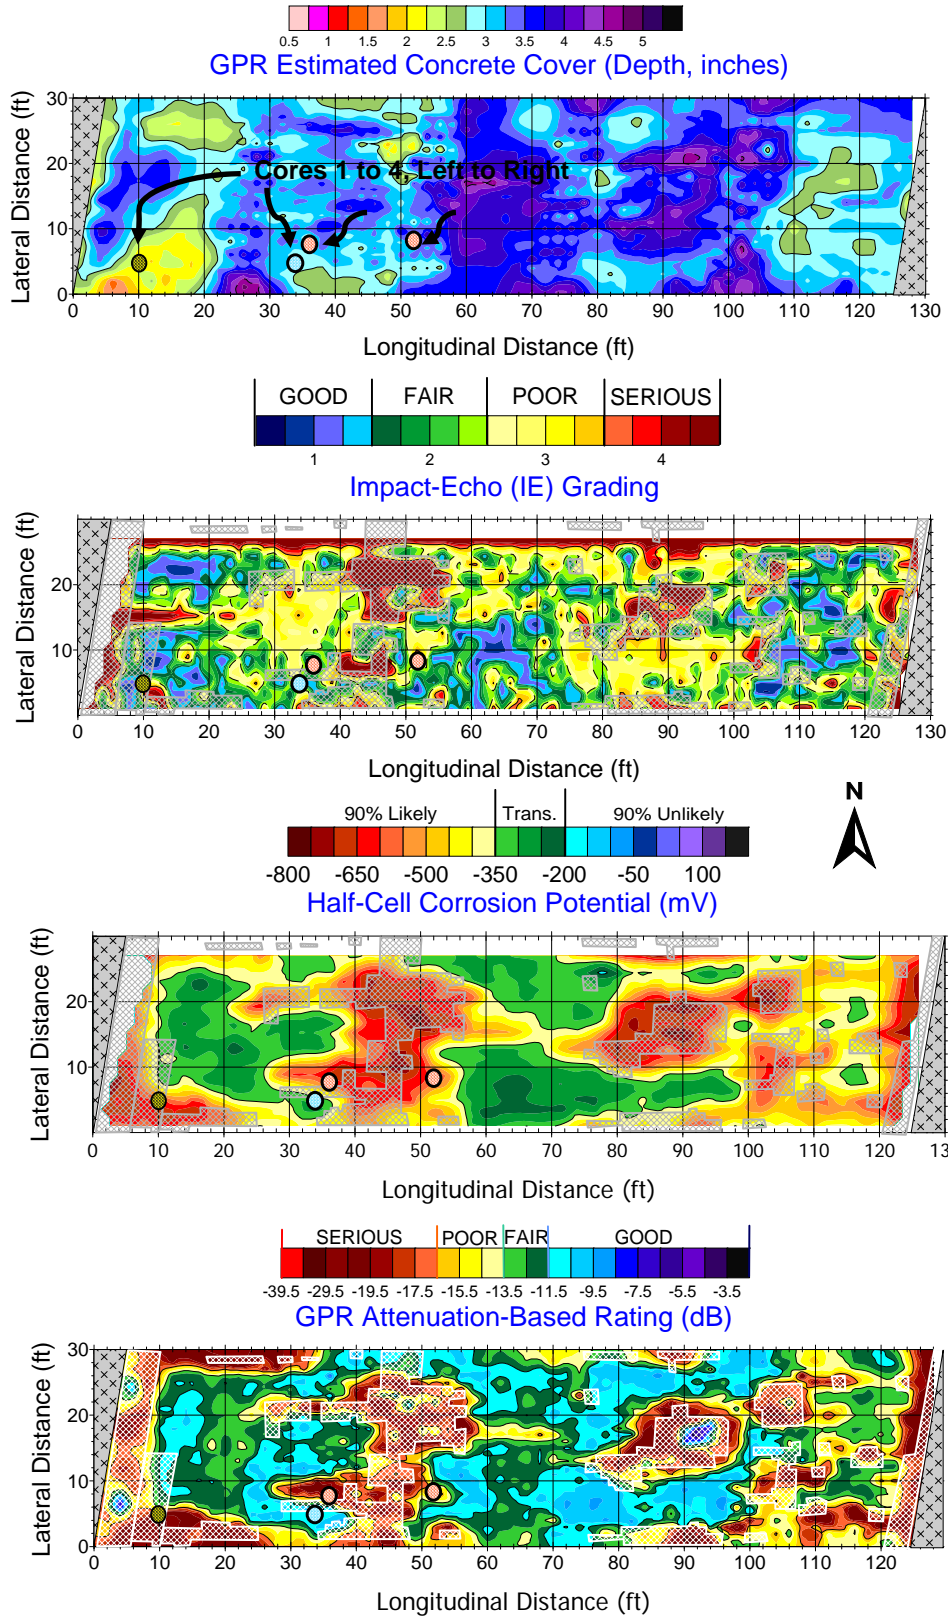 0.5 1 1.5 2 2.5 3 3.5 4 4.5 5
GPR Estimated Concrete Cover (Depth, inches)
Lateral Distance (ft)
30
20
10
0
Cores 1 to 4, Left to Right
0 10 20 30 40 50 60 70 80 90 100 110 120 130
Longitudinal Distance (ft)
GOOD FAIR POOR SERIOUS
1 2 3 4
Impact-Echo (IE) Grading
Lateral Distance (ft)
20
10
0
0 10 20 30 40 50 60 70 80 90 100 110 120 130
Longitudinal Distance (ft)
N
90% Likely Trans. 90% Unlikely
-800 -650 -500 -350 -200 -50 100
Half-Cell Corrosion Potential (mV)
Lateral Distance (ft)
30
20
10
0
0 10 20 30 40 50 60 70 80 90 100 110 120 13
Longitudinal Distance (ft)
SERIOUS POOR FAIR GOOD
-39.5 -29.5 -19.5 -17.5 -15.5 -13.5 -11.5 -9.5 -7.5 -5.5 -3.5
GPR Attenuation-Based Rating (dB)
Lateral Distance (ft)
30
20
10
0
0 10 20 30 40 50 60 70 80 90 100 110 120
Longitudinal Distance (ft)